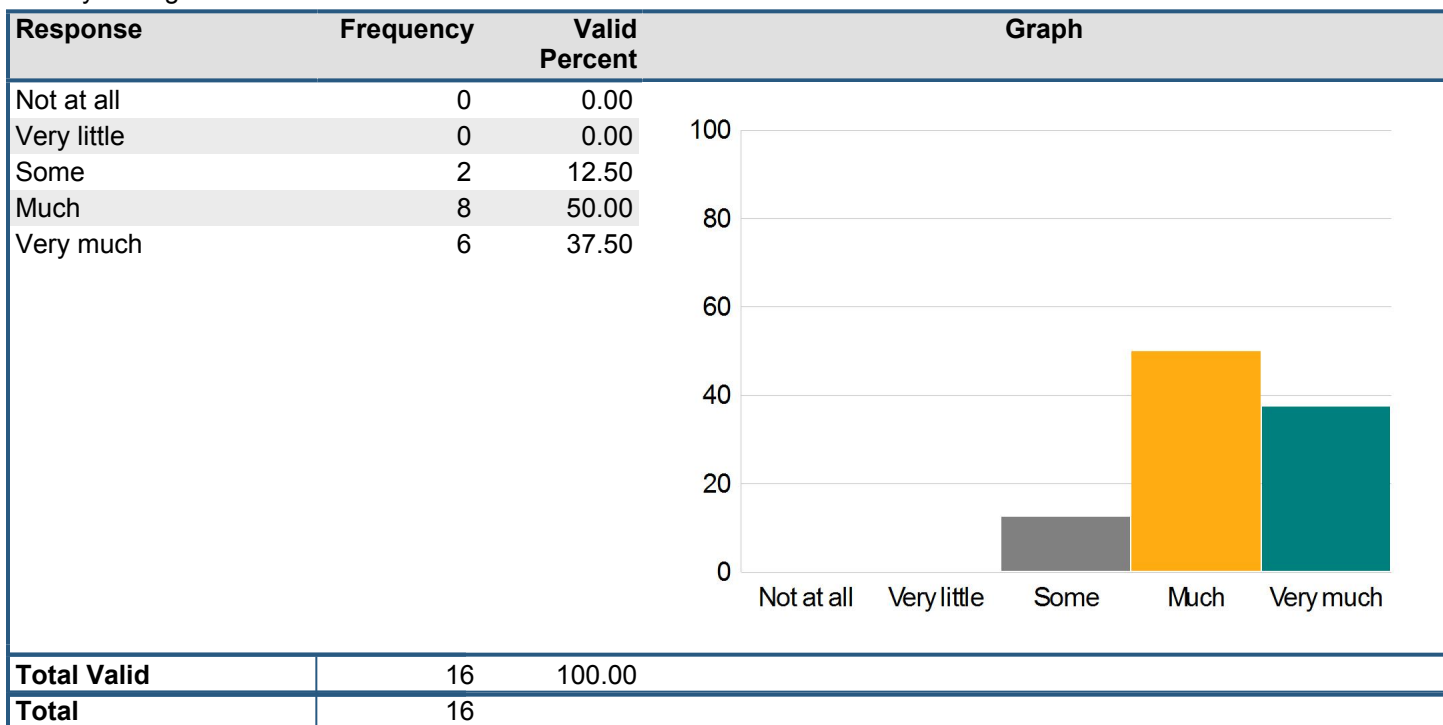 Response Frequency Valid Percent Graph
Not at all 0 0.00
Very little 0 0.00
Some 2 12.50
Much 8 50.00
Very much 6 37.50
100
80
60
40
20
0
Not at all Very little Some Much Very much
Total Valid 16 100.00
Total 16